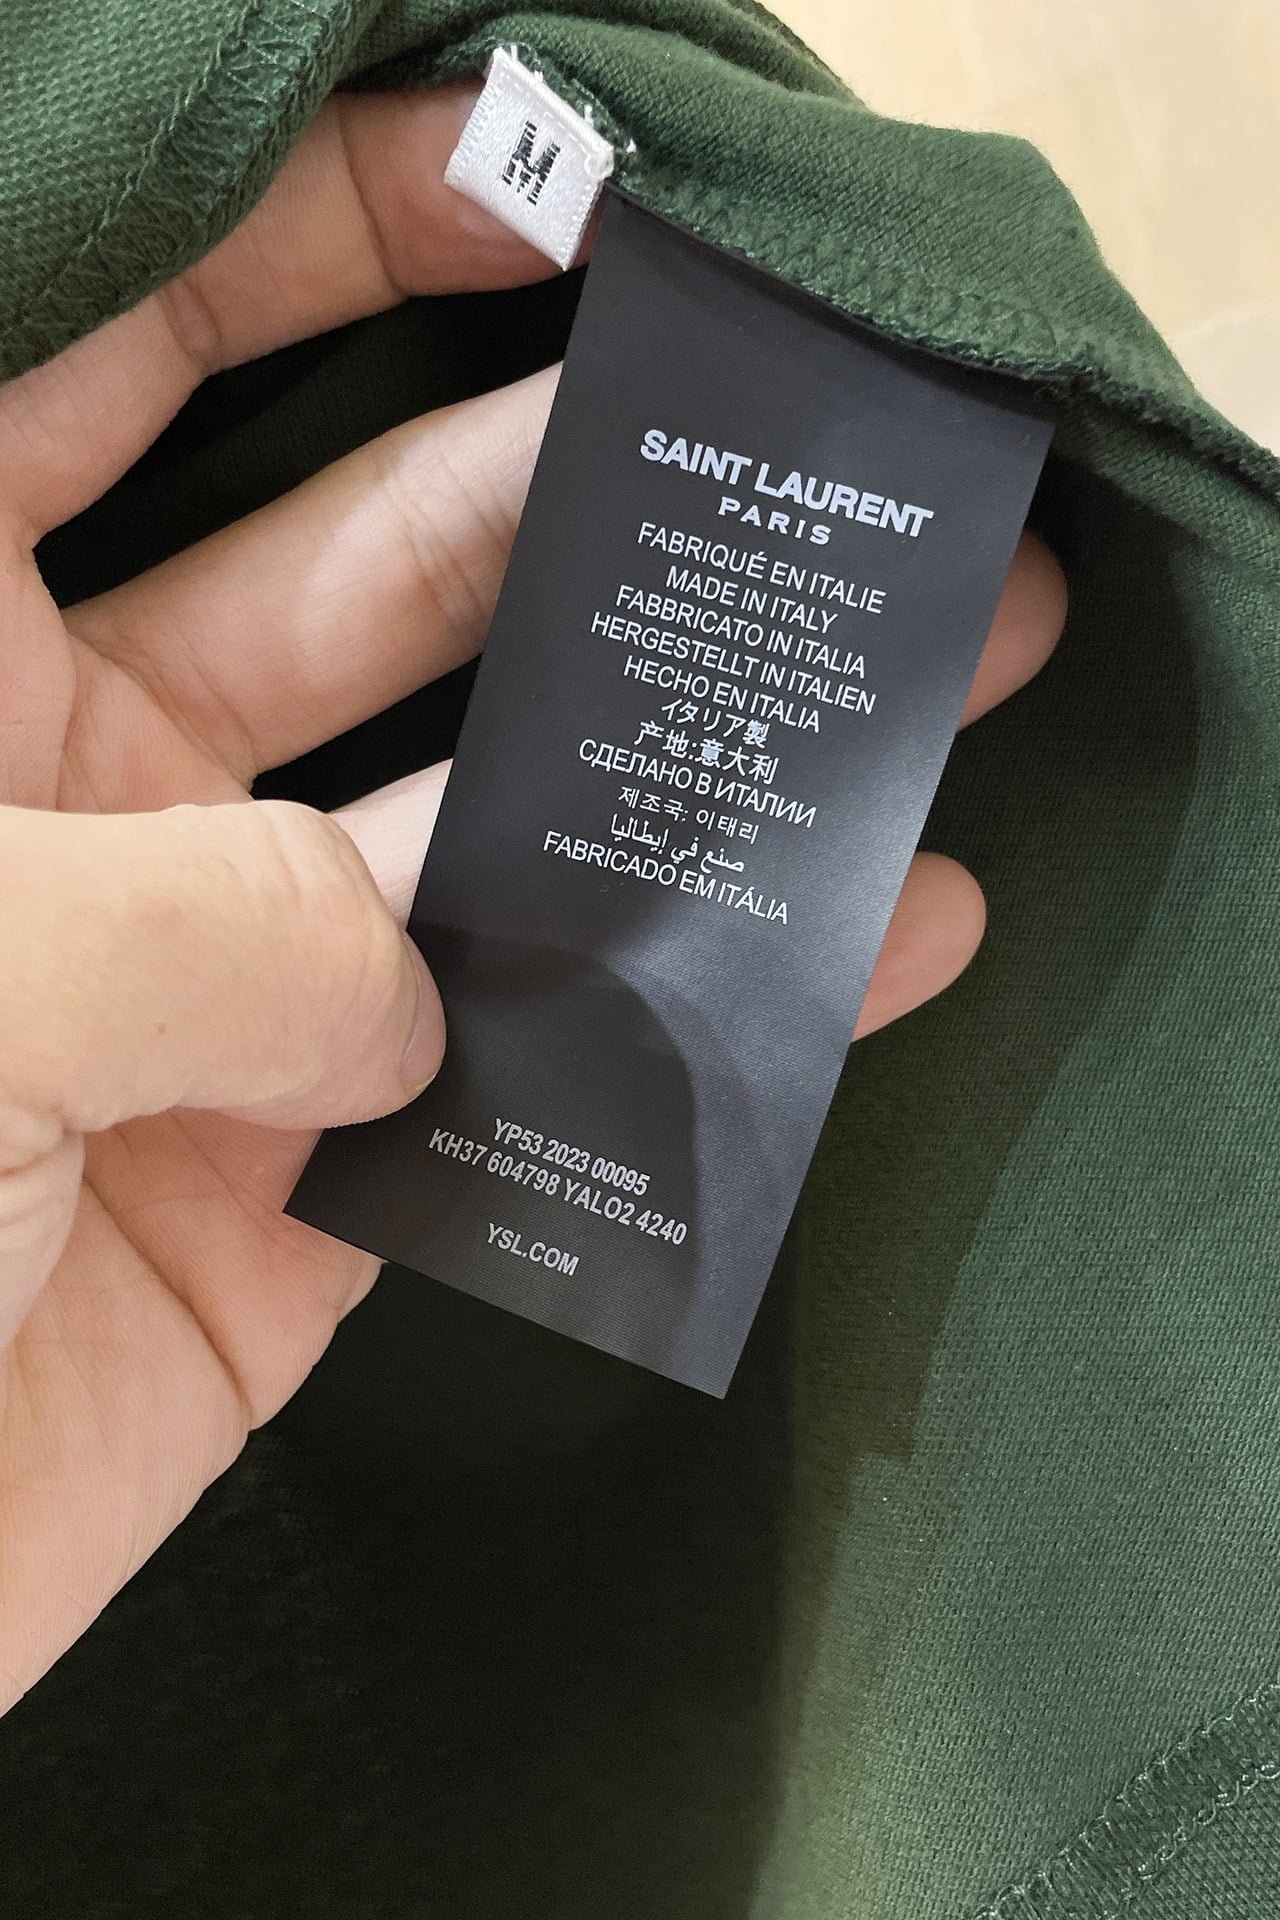 M
SAINT LAURENT
PARIS
FABRIQUÉ EN ITALIE
MADE IN ITALY
FABBRICATO IN ITALIA
HERGESTELLT IN ITALIEN
HECHO EN ITALIA
イタリア製
产地:意大利
СДЕЛАНО В ИТАЛИИ
제조국: 이태리
صنع في إيطاليا
FABRICADO EM ITÁLIA
YP53 2023 00095
KH37 604798 YALO2 4240
YSL.COM